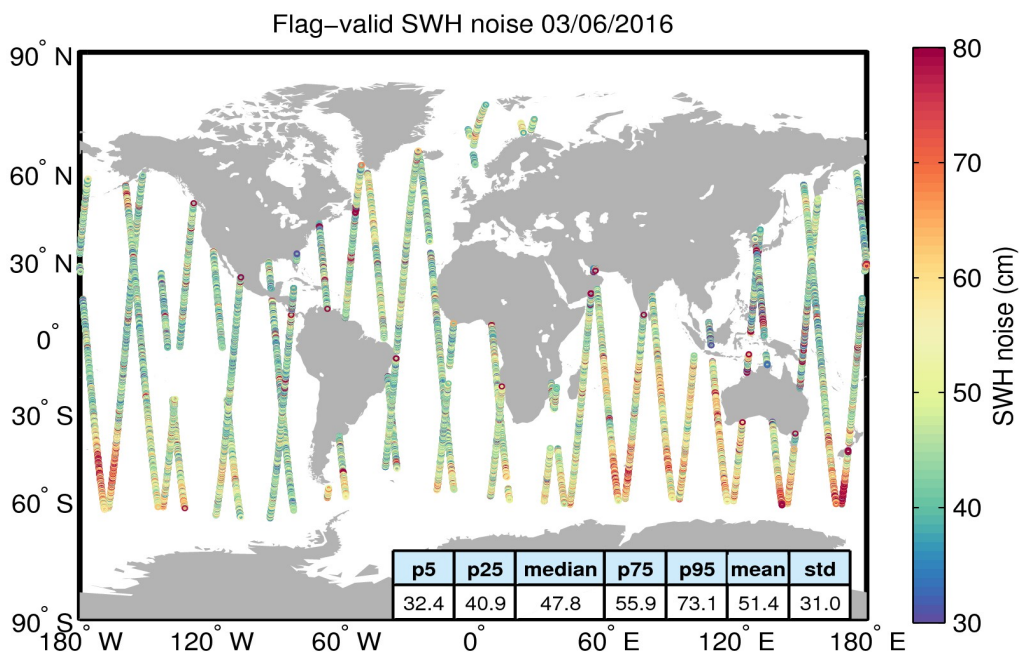 Flag−valid SWH noise 03/06/2016
90° N
60° N
30° N
0°
30° S
60° S
90° S
180° W
120° W
60° W
0°
60° E
120° E
180° E
80
70
60
50
40
30
SWH noise (cm)
p5 p25 median p75 p95 mean std
32.4 40.9 47.8 55.9 73.1 51.4 31.0